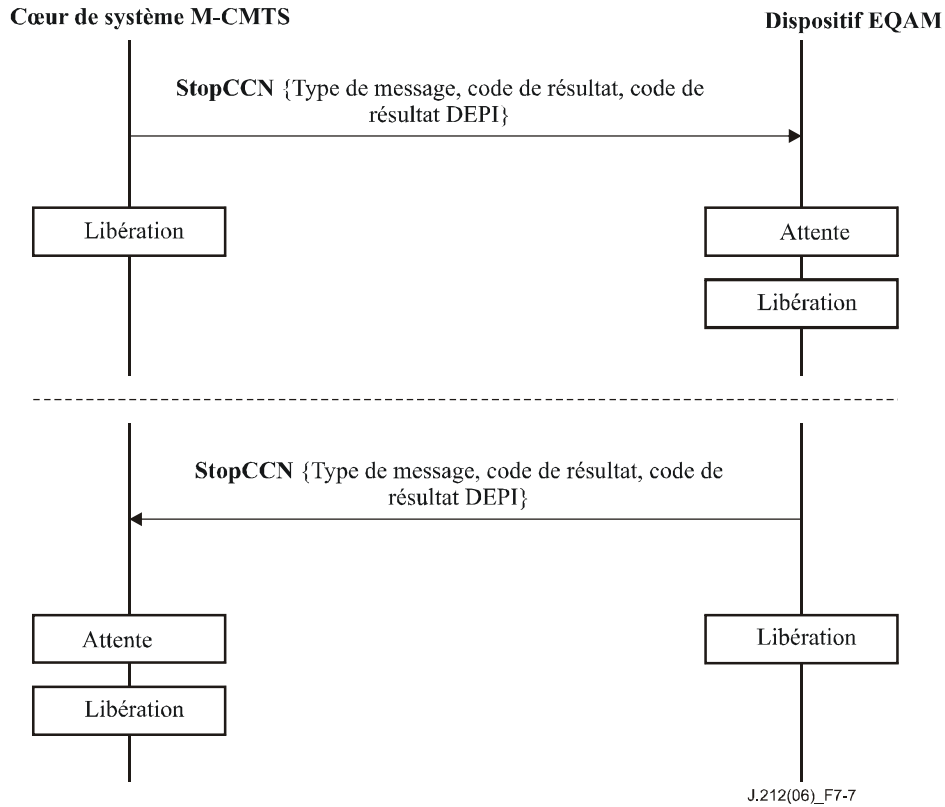 Cœur de système M-CMTS
Dispositif EQAM
StopCCN {Type de message, code de résultat, code de
résultat DEPI}
Libération
Attente
Libération
StopCCN {Type de message, code de résultat, code de
résultat DEPI}
Attente
Libération
Libération
J.212(06)_F7-7